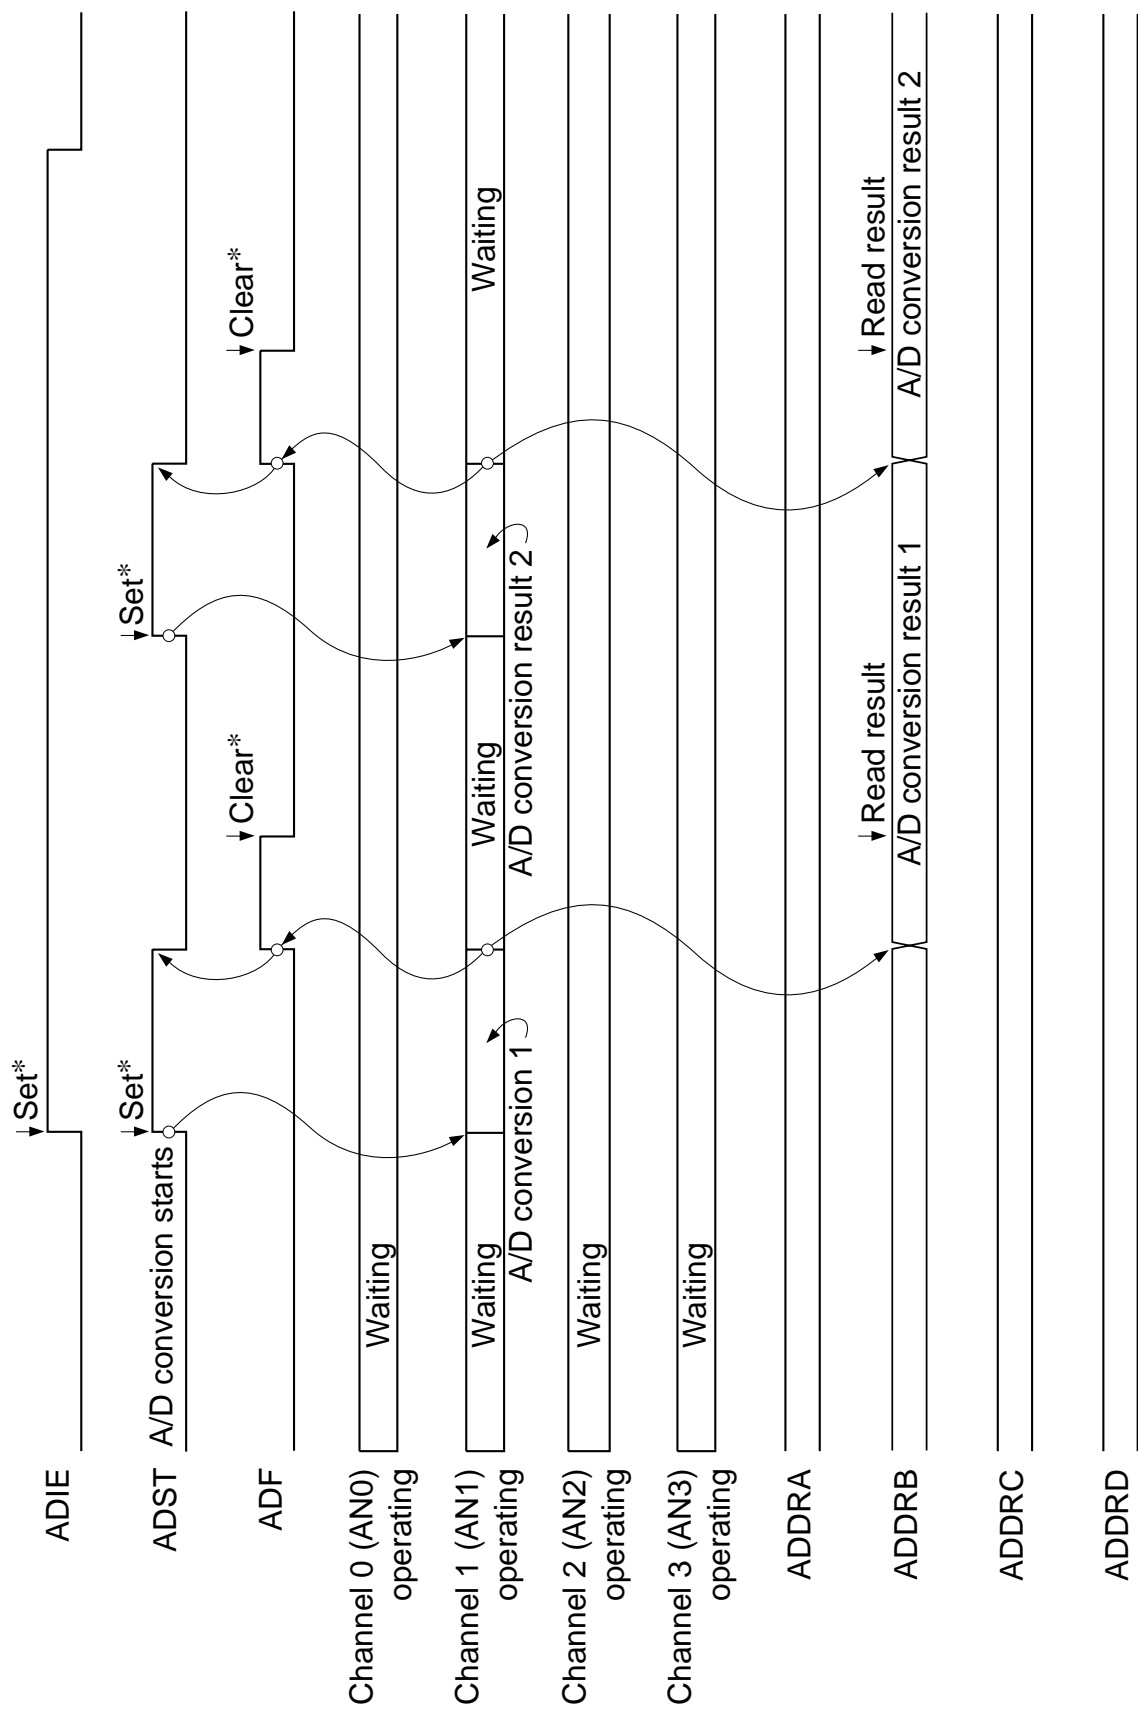 ADIE
Set*
ADST
A/D conversion starts
Set*
Set*
ADF
Clear*
Clear*
Channel 0 (AN0)
operating
Waiting
Channel 1 (AN1)
operating
Waiting
A/D conversion 1
Waiting
A/D conversion result 2
Waiting
Channel 2 (AN2)
operating
Waiting
Channel 3 (AN3)
operating
Waiting
ADDRA
ADDRB
Read result
A/D conversion result 1
Read result
A/D conversion result 2
ADDRC
ADDRD